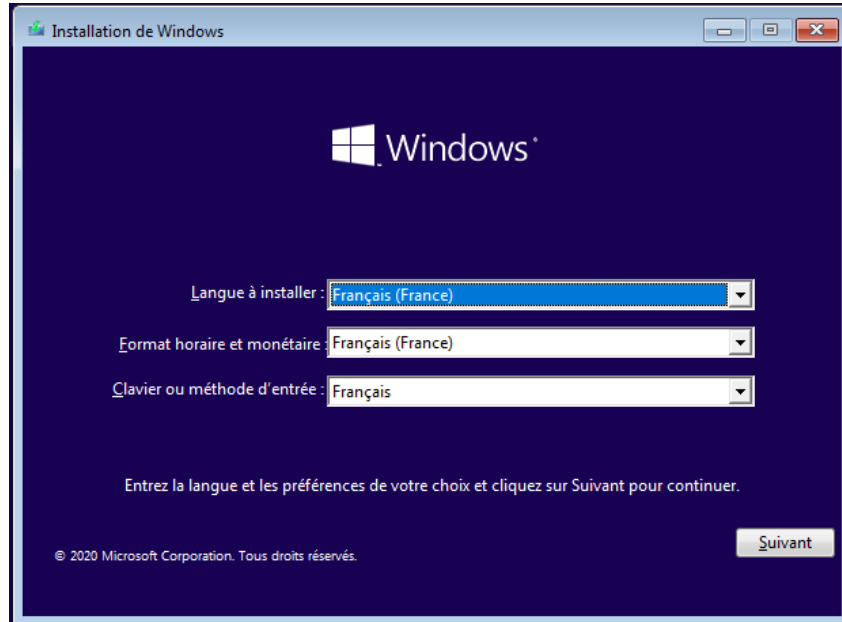 Installation de Windows
Windows
Langue à installer : Français (France)
Format horaire et monétaire : Français (France)
Clavier ou méthode d'entrée : Français
Entrez la langue et les préférences de votre choix et cliquez sur Suivant pour continuer.
Suivant
© 2020 Microsoft Corporation. Tous droits réservés.